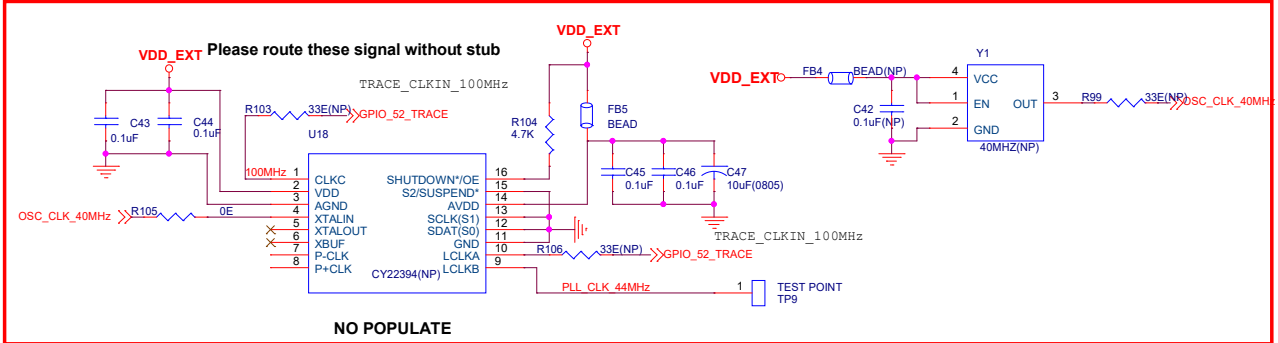 VDD_EXT
Please route these signal without stub
VDD_EXT
TRACE_CLKIN_100MHz
R103
33E(NP)
GPIO_52_TRACE
U18
C43
0.1uF
C44
0.1uF
R104
4.7K
FB5
BEAD
C45
0.1uF
C46
0.1uF
C47
10uF(0805)
100MHz
1
CLKC
2
VDD
3
AGND
4
XTALIN
5
XTALOUT
6
XBUF
7
P-CLK
8
P+CLK
SHUTDOWN*/OE
16
S2/SUSPEND*
15
AVDD
14
SCLK(S1)
13
SDAT(S0)
12
GND
11
LCLKA
10
LCLKB
9
CY22394(NP)
OSC_CLK_40MHz
R105
0E
TRACE_CLKIN_100MHz
R106
33E(NP)
GPIO_52_TRACE
PLL_CLK_44MHz
1
TEST POINT
TP9
NO POPULATE
VDD_EXT
FB4
BEAD(NP)
C42
0.1uF(NP)
Y1
4
VCC
1
EN
OUT
3
2
GND
40MHZ(NP)
R99
33E(NP)
OSC_CLK_40MHz